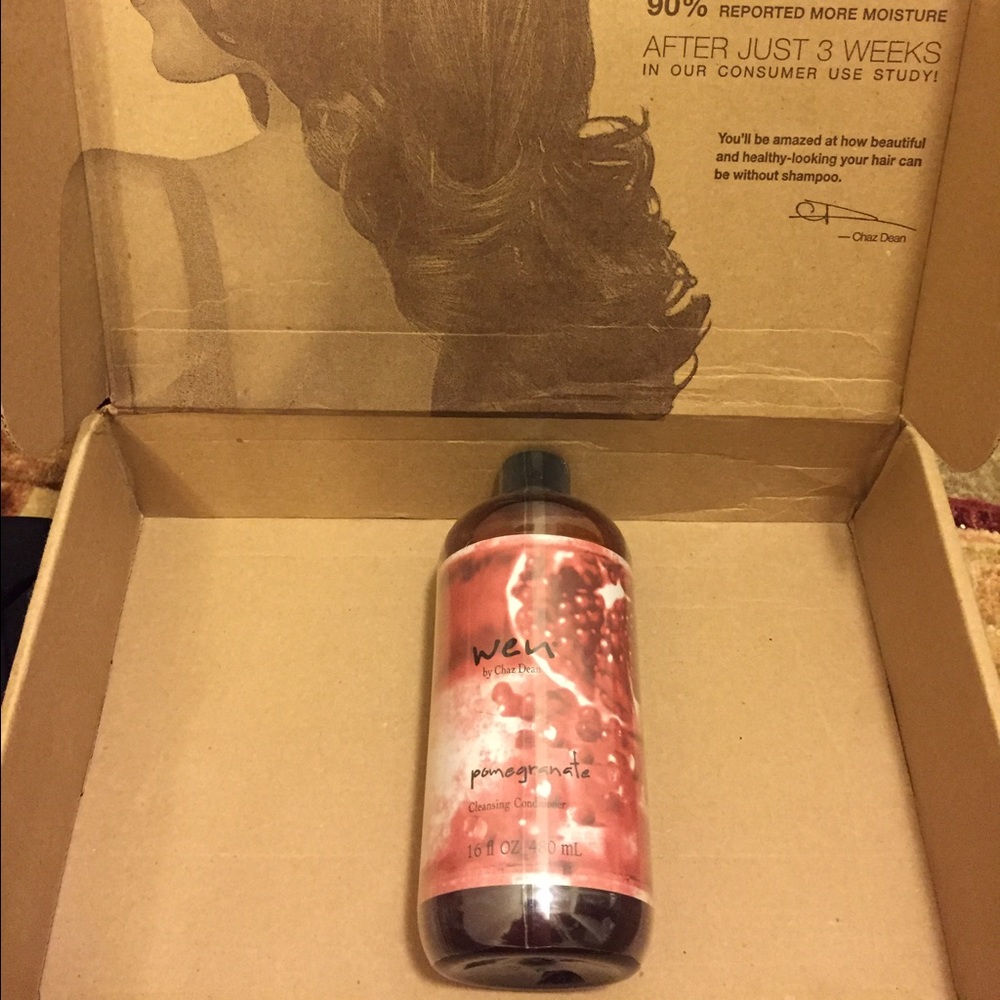 90% REPORTED MORE MOISTURE
AFTER JUST 3 WEEKS
IN OUR CONSUMER USE STUDY!
You'll be amazed at how beautiful
and healthy-looking your hair can
be without shampoo.
— Chaz Dean
wen
by Chaz Dean
pomegranate
Cleansing Conditioner
16 fl OZ 480 mL